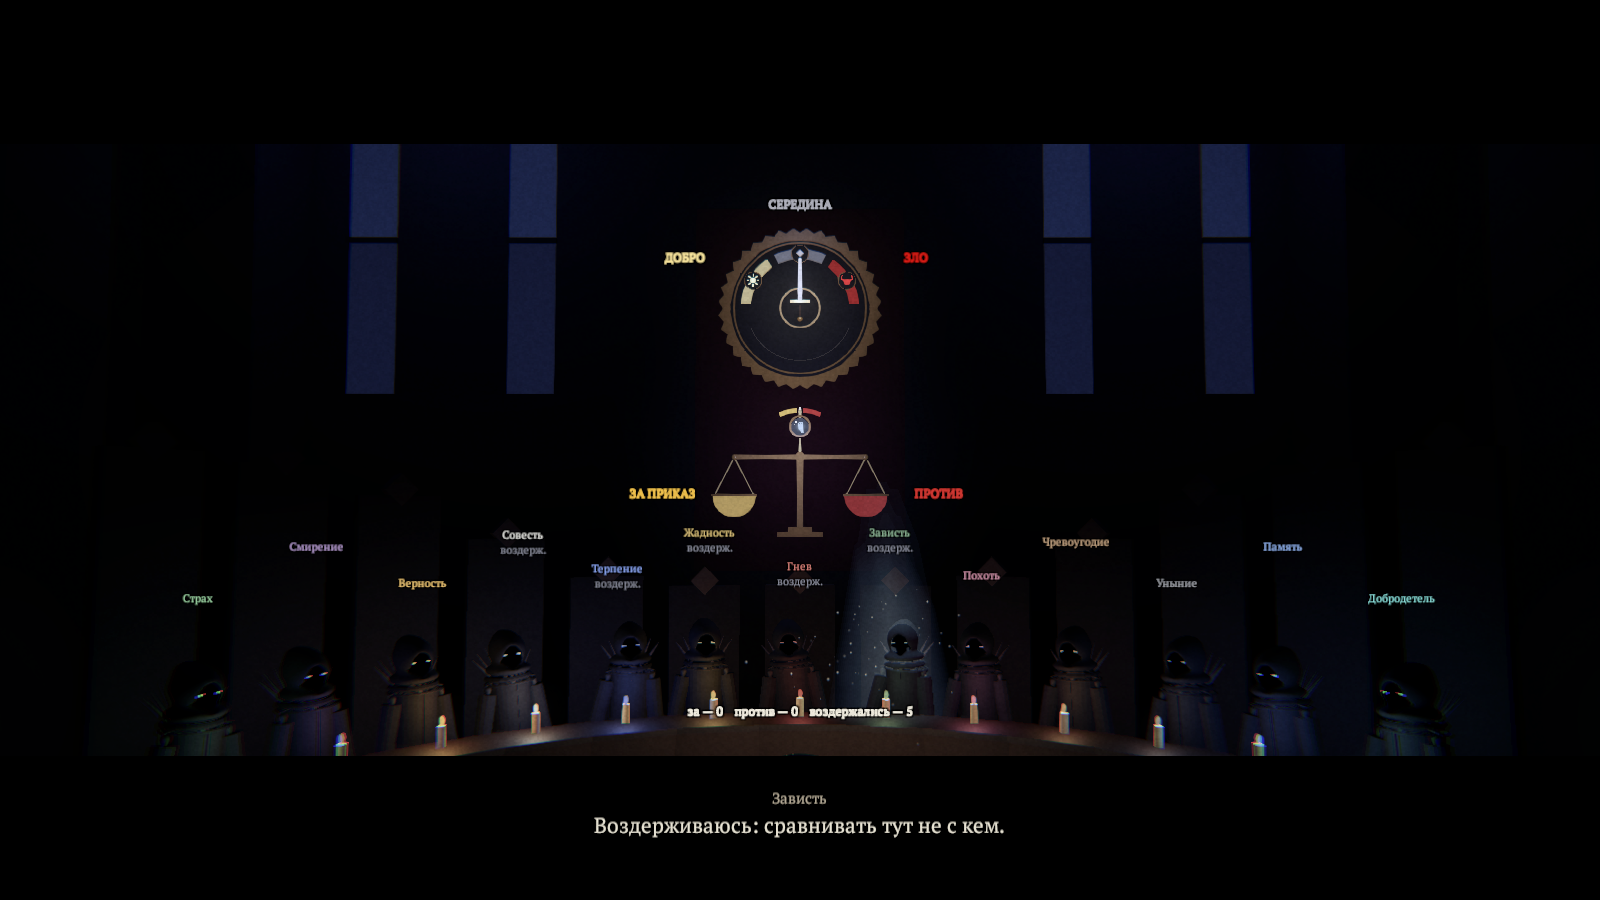 СЕРЕДИНА
ДОБРО
ЗЛО
ЗА ПРИКАЗ
ПРОТИВ
Страх
Смирение
Верность
Совесть
воздерж.
Терпение
воздерж.
Жадность
воздерж.
Гнев
воздерж.
Зависть
воздерж.
Похоть
Чревоугодие
Уныние
Память
Добродетель
за — 0 против — 0 воздержались — 5
Зависть
Воздерживаюсь: сравнивать тут не с кем.